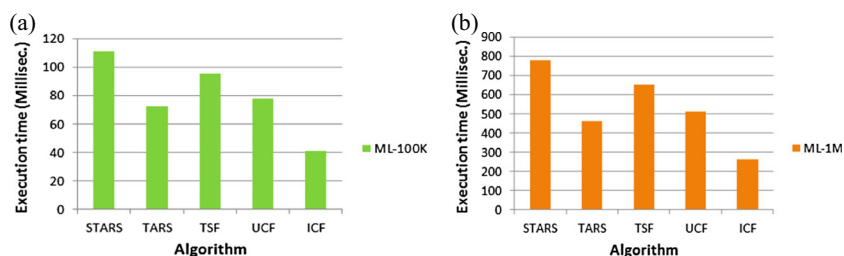 (a)
Execution time (Millisec.)
120
100
80
60
40
20
0
STARS TARS TSF UCF ICF
Algorithm
ML-100K
(b)
Execution time (Millisec.)
900
800
700
600
500
400
300
200
100
0
STARS TARS TSF UCF ICF
Algorithm
ML-1M